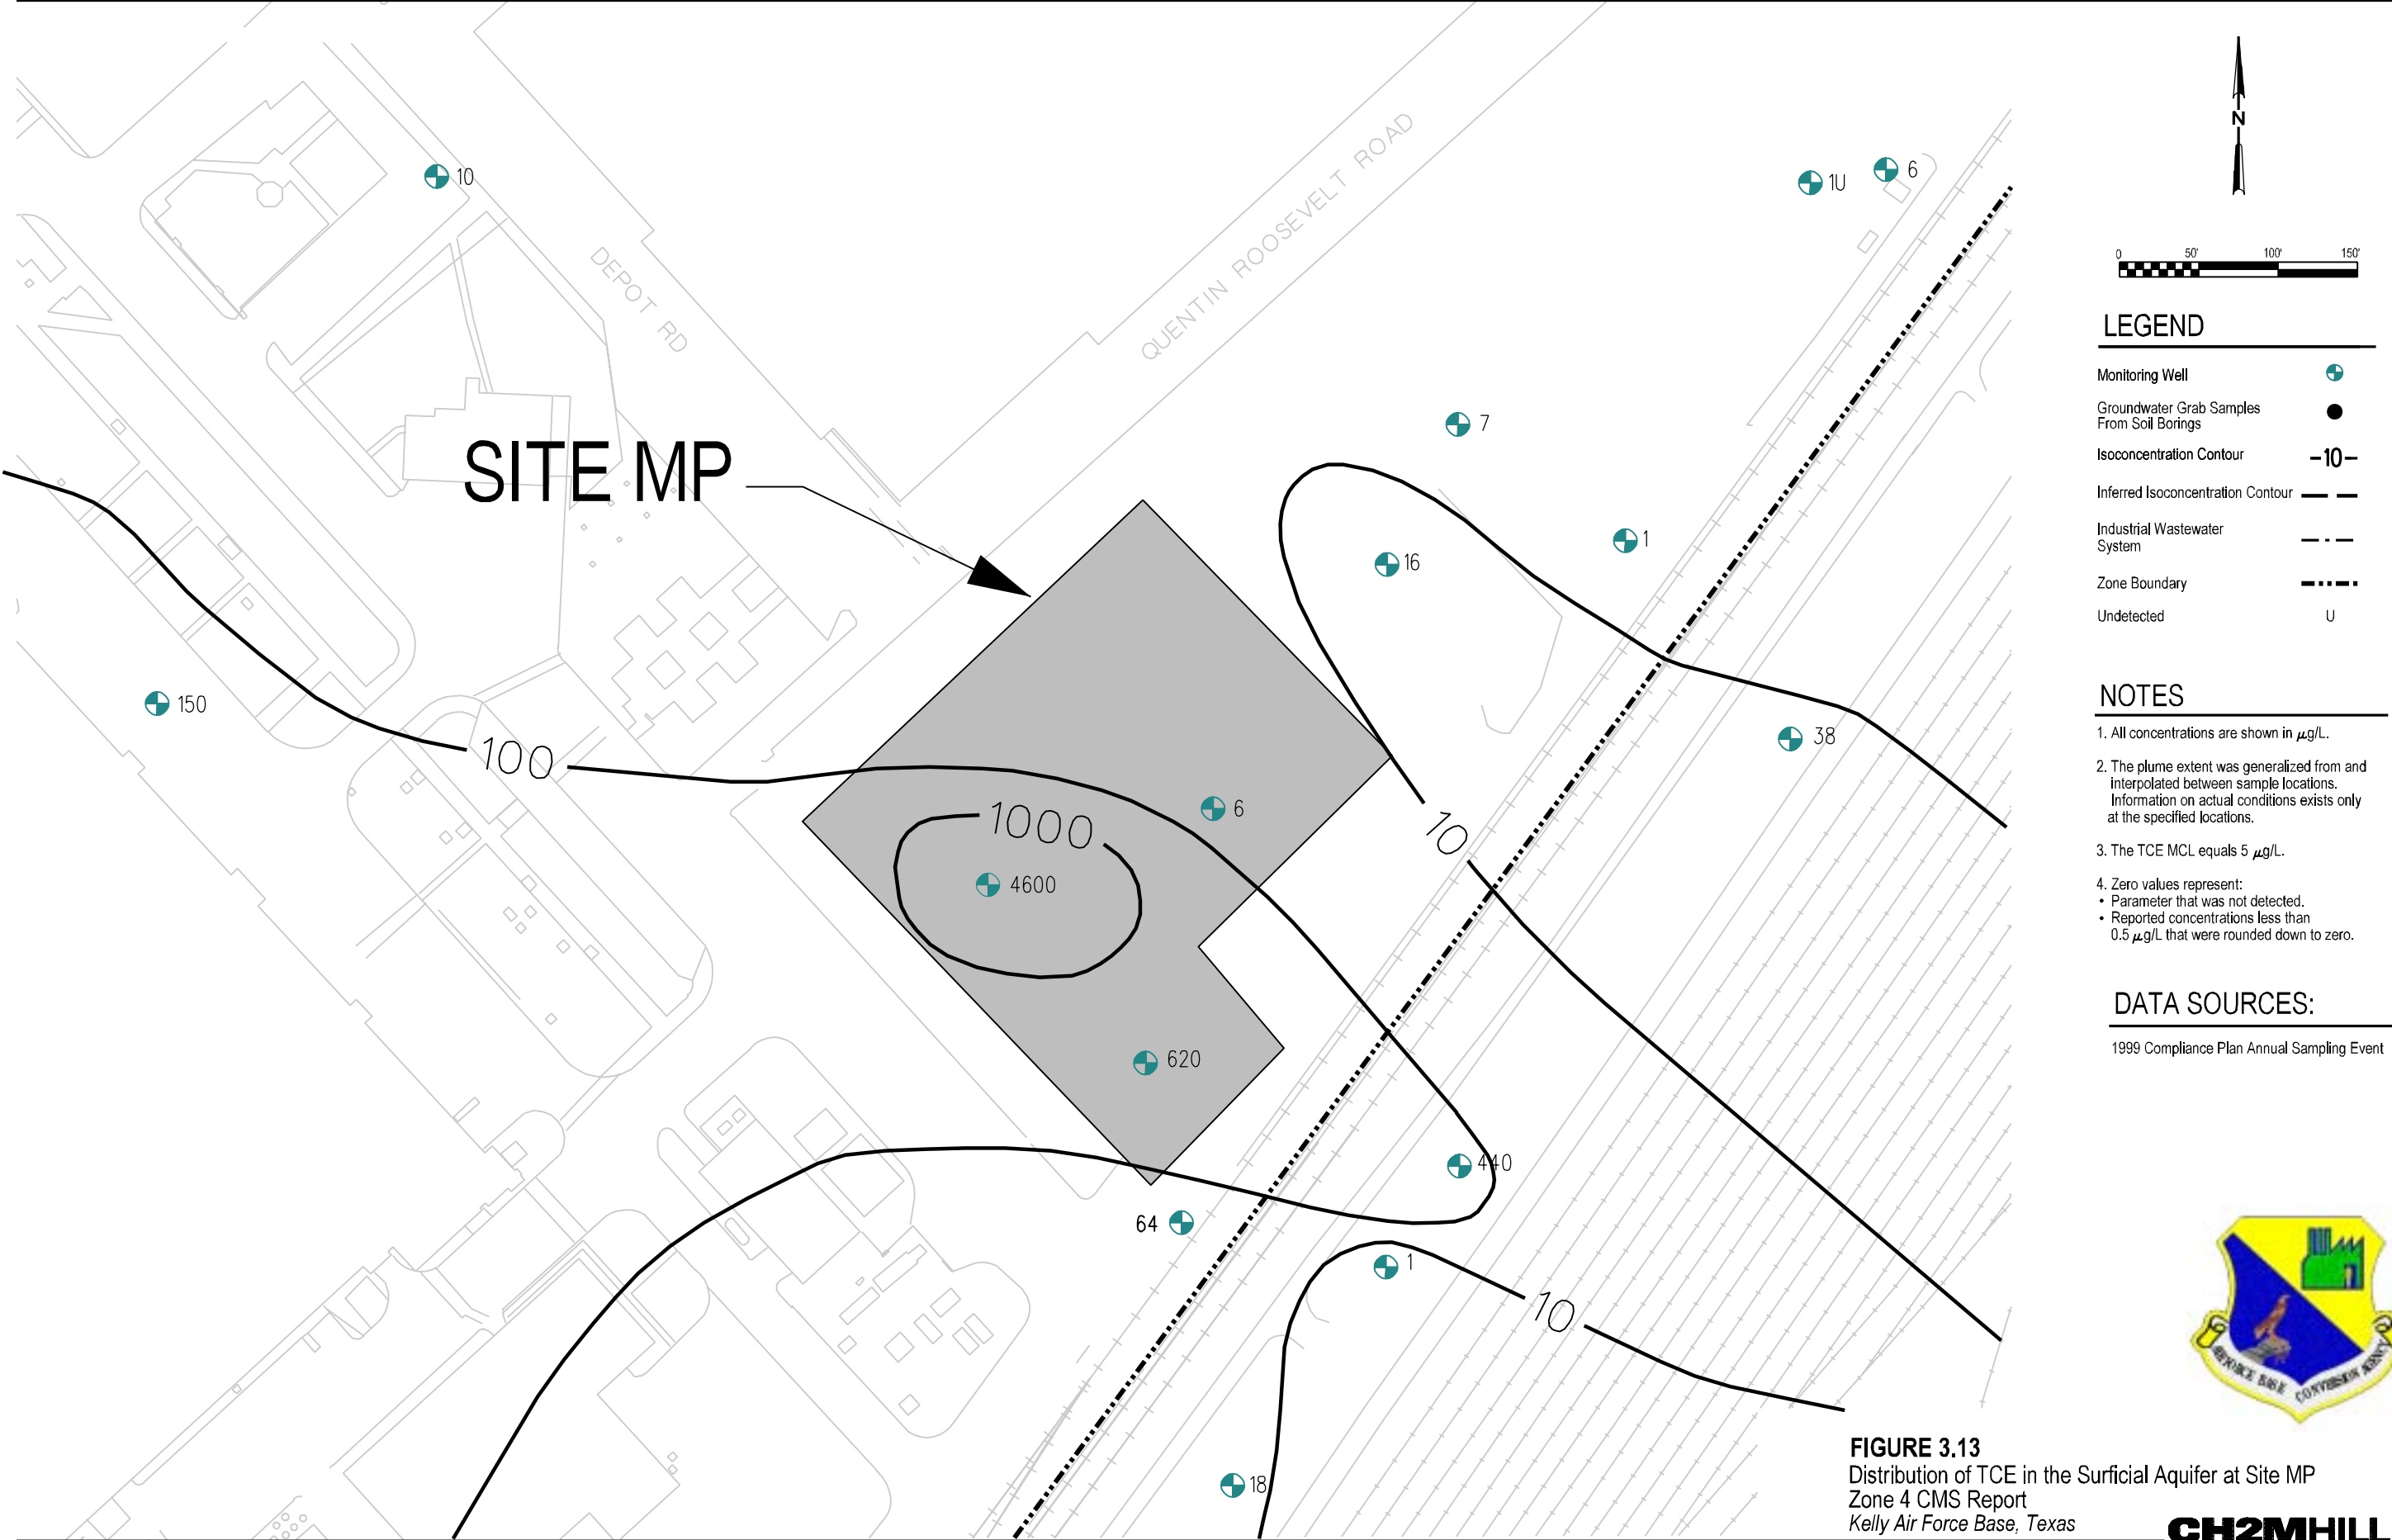 10
1U
6
N
DEPOT RD
QUENTIN ROOSEVELT ROAD
0 50' 100' 150'
SITE MP
7
1
16
150
100
38
6
1000
4600
10
620
440
64
1
10
18
LEGEND
Monitoring Well
Groundwater Grab Samples
From Soil Borings
Isoconcentration Contour -10-
Inferred Isoconcentration Contour
Industrial Wastewater
System
Zone Boundary
Undetected U
NOTES
1. All concentrations are shown in μg/L.
2. The plume extent was generalized from and
interpolated between sample locations.
Information on actual conditions exists only
at the specified locations.
3. The TCE MCL equals 5 μg/L.
4. Zero values represent:
• Parameter that was not detected.
• Reported concentrations less than
0.5 μg/L that were rounded down to zero.
DATA SOURCES:
1999 Compliance Plan Annual Sampling Event
BASE CONVERSION AGENCY
FIGURE 3.13
Distribution of TCE in the Surficial Aquifer at Site MP
Zone 4 CMS Report
Kelly Air Force Base, Texas
CH2MHILL